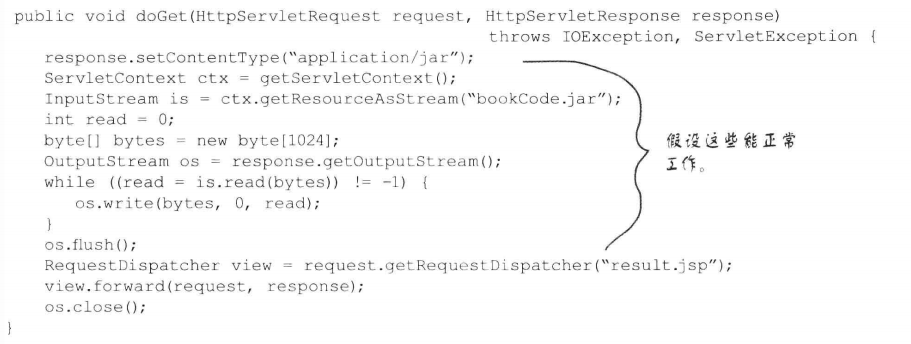 public void doGet(HttpServletRequest request, HttpServletResponse response)
throws IOException, ServletException {
response.setContentType(“application/jar”);
ServletContext ctx = getServletContext();
InputStream is = ctx.getResourceAsStream(“bookCode.jar”);
int read = 0;
byte[] bytes = new byte[1024];
OutputStream os = response.getOutputStream();
while ((read = is.read(bytes)) != -1) {
os.write(bytes, 0, read);
}
os.flush();
RequestDispatcher view = request.getRequestDispatcher(“result.jsp”);
view.forward(request, response);
os.close();
}
假设这些能正常
工作。